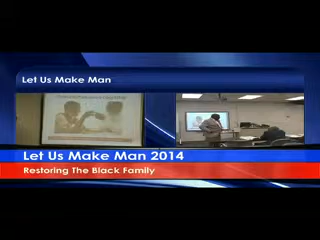 Let Us Make Man
Let Us Make Man 2014
Restoring The Black Family